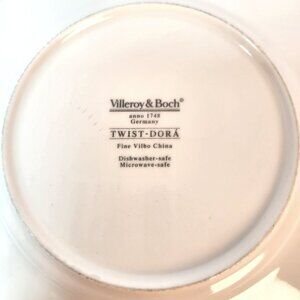 Villeroy & Boch®
anno 1748
Germany
TWIST-DORÁ
Fine Vilbo China
Dishwasher-safe
Microwave-safe